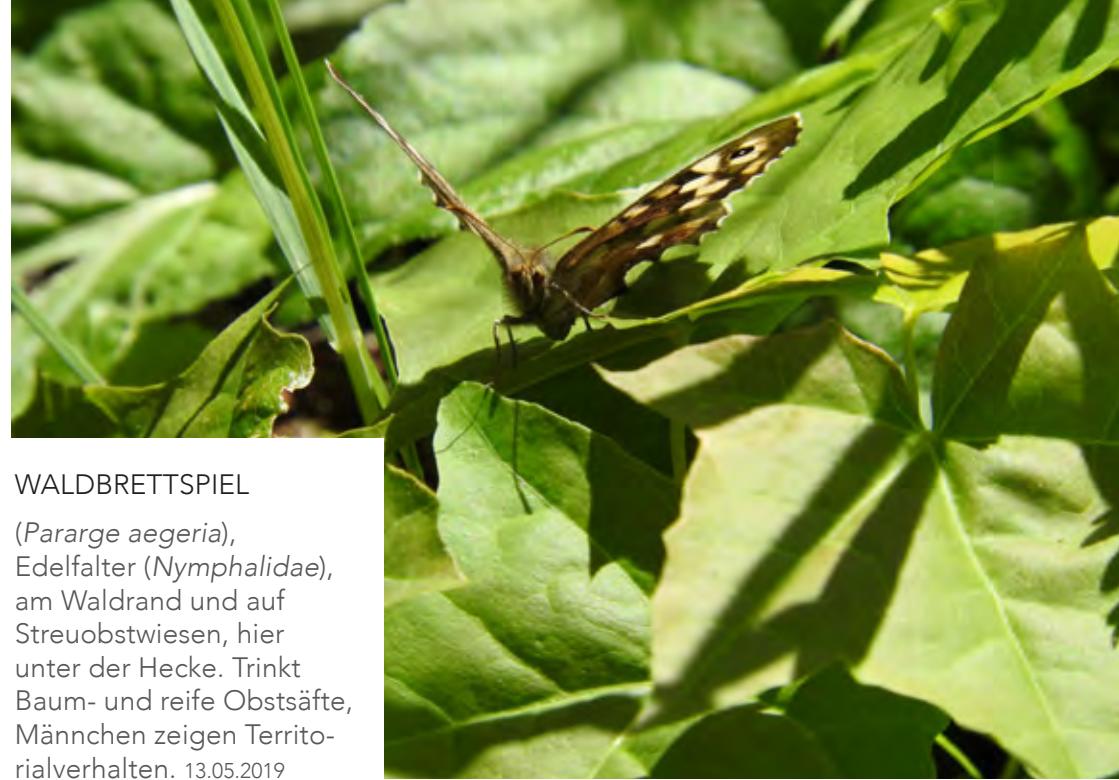 WALDBRETTSPIEL
(Pararge aegeria),
Edelfalter (Nymphalidae),
am Waldrand und auf
Streuobstwiesen, hier
unter der Hecke. Trinkt
Baum- und reife Obstsäfte,
Männchen zeigen Territo-
rialverhalten. 13.05.2019